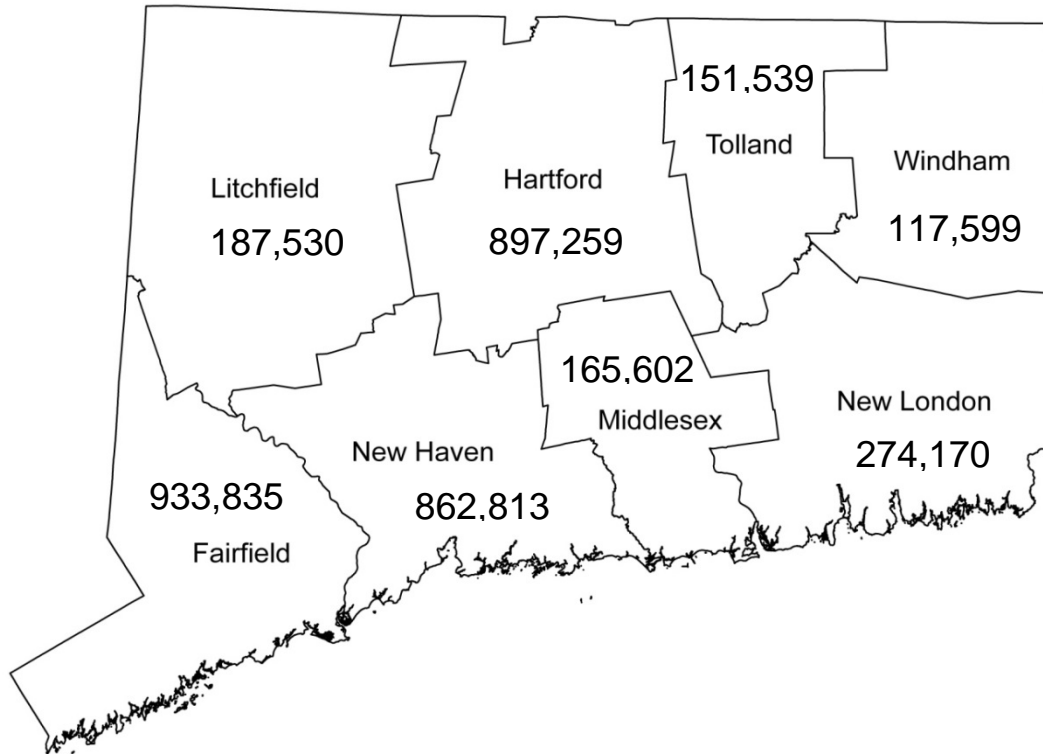 151,539
Tolland
Windham
117,599
Litchfield
187,530
Hartford
897,259
165,602
Middlesex
New London
274,170
New Haven
862,813
933,835
Fairfield